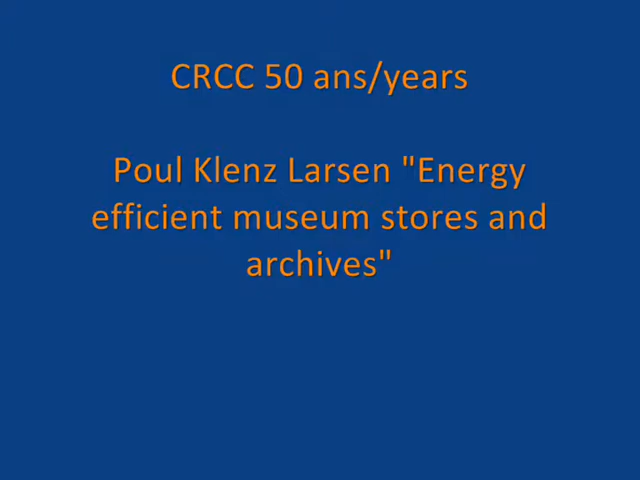 CRCC 50 ans/years
Poul Klenz Larsen "Energy
efficient museum stores and
archives"